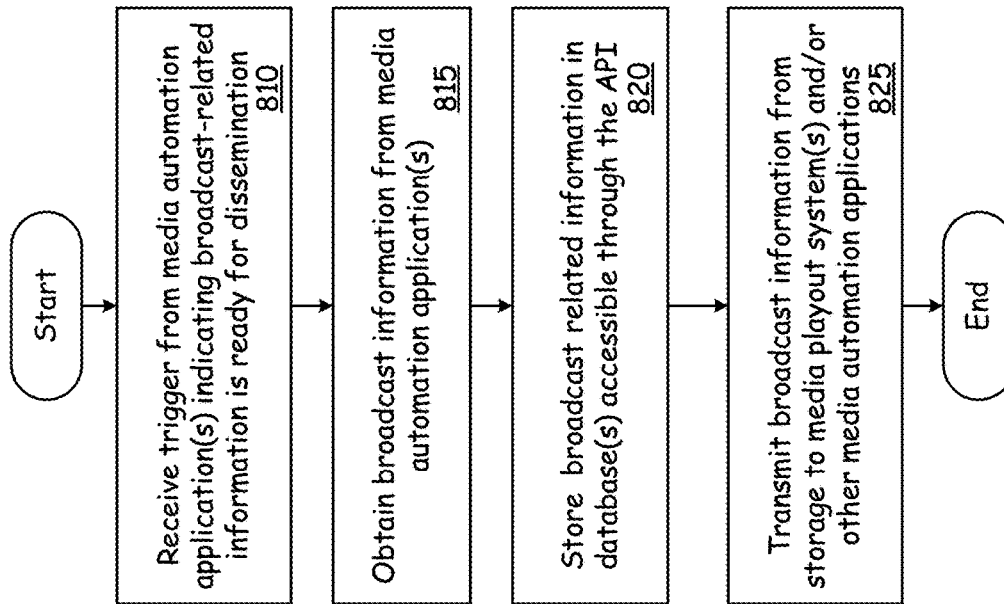 Start
Receive trigger from media automation
application(s) indicating broadcast-related
information is ready for dissemination
810
Obtain broadcast information from media
automation application(s)
815
Store broadcast related information in
database(s) accessible through the API
820
Transmit broadcast information from
storage to media playout system(s) and/or
other media automation applications
825
End